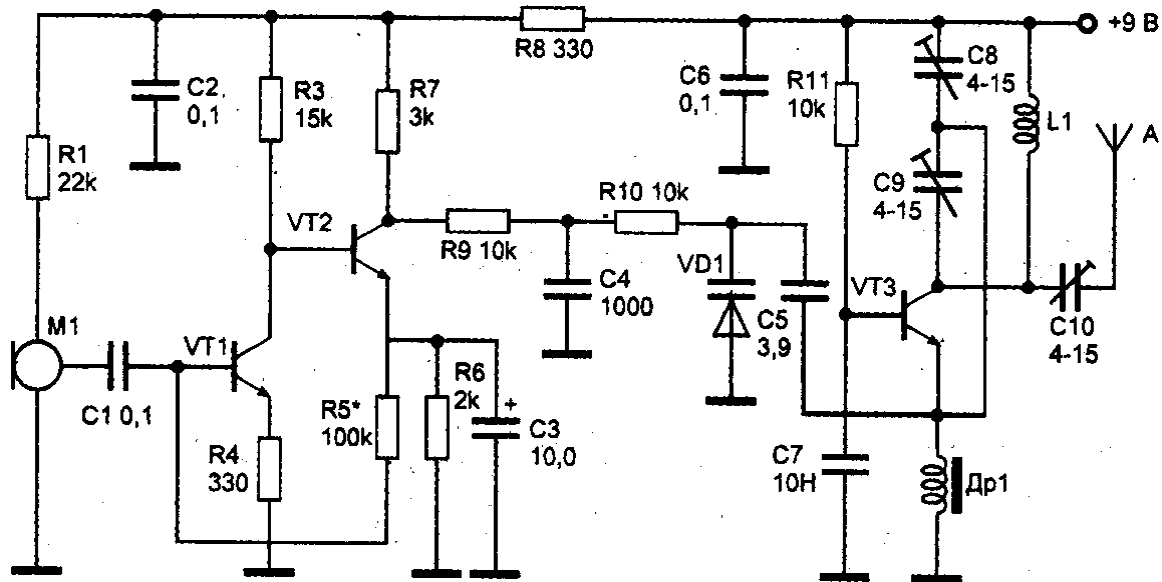 +9 В
R8 330
C2
0,1
R3
15k
R7
3k
C6
0,1
R11
10k
C8
4-15
L1
A
R1
22k
C9
4-15
R10 10k
VT2
R9 10k
VD1
C4
1000
C5
3,9
VT3
C10
4-15
M1
VT1
C1 0,1
R5*
100k
R6
2k
+
C3
10,0
R4
330
C7
10Н
Др1